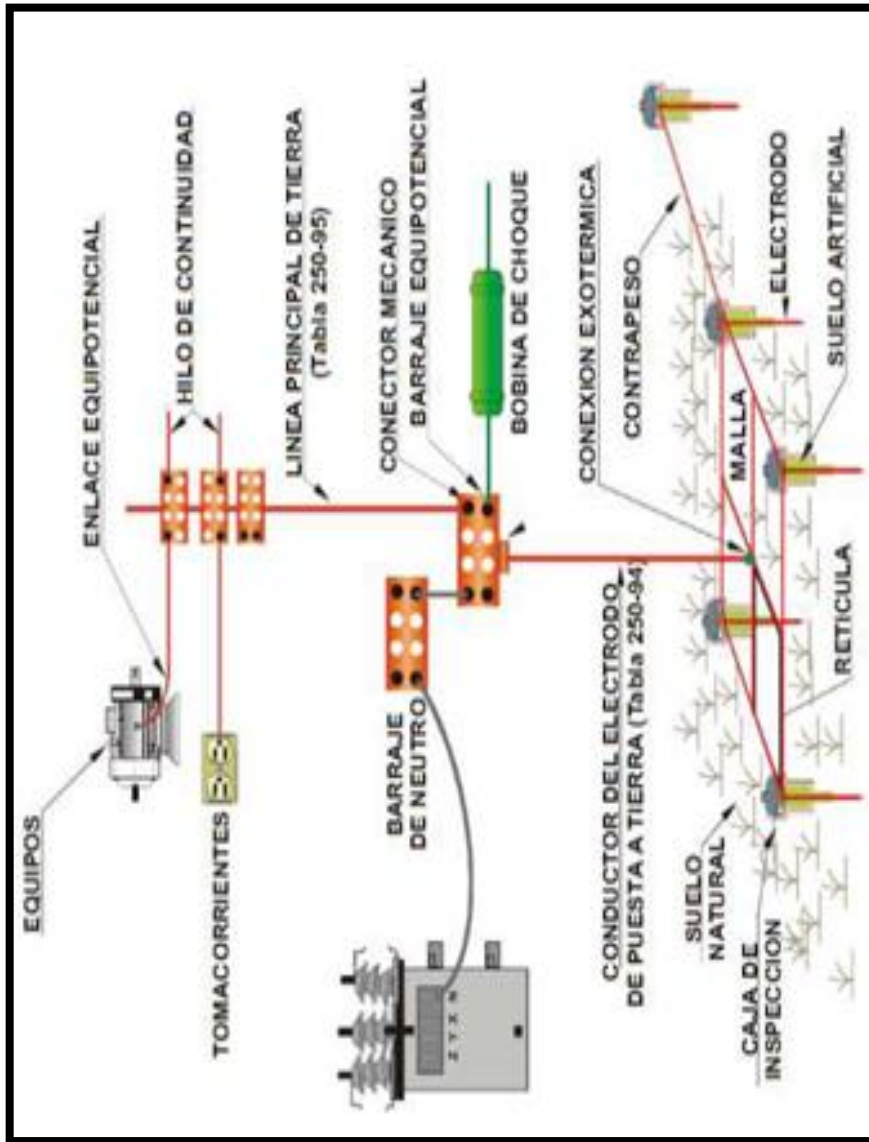 EQUIPOS
ENLACE EQUIPOTENCIAL
HILO DE CONTINUIDAD
TOMACORRIENTES
LINEA PRINCIPAL DE TIERRA
(Tabla 250-95)
BARRAJE
DE NEUTRO
CONECTOR MECANICO
BARRAJE EQUIPOTENCIAL
BOBINA DE CHOQUE
CONDUCTOR DEL ELECTRODO
DE PUESTA A TIERRA (Tabla 250-94)
CONEXION EXOTERMICA
CONTRAPESO
SUELO
NATURAL
MALLA
ELECTRODO
CAJA DE
INSPECCION
RETICULA
SUELO ARTIFICIAL